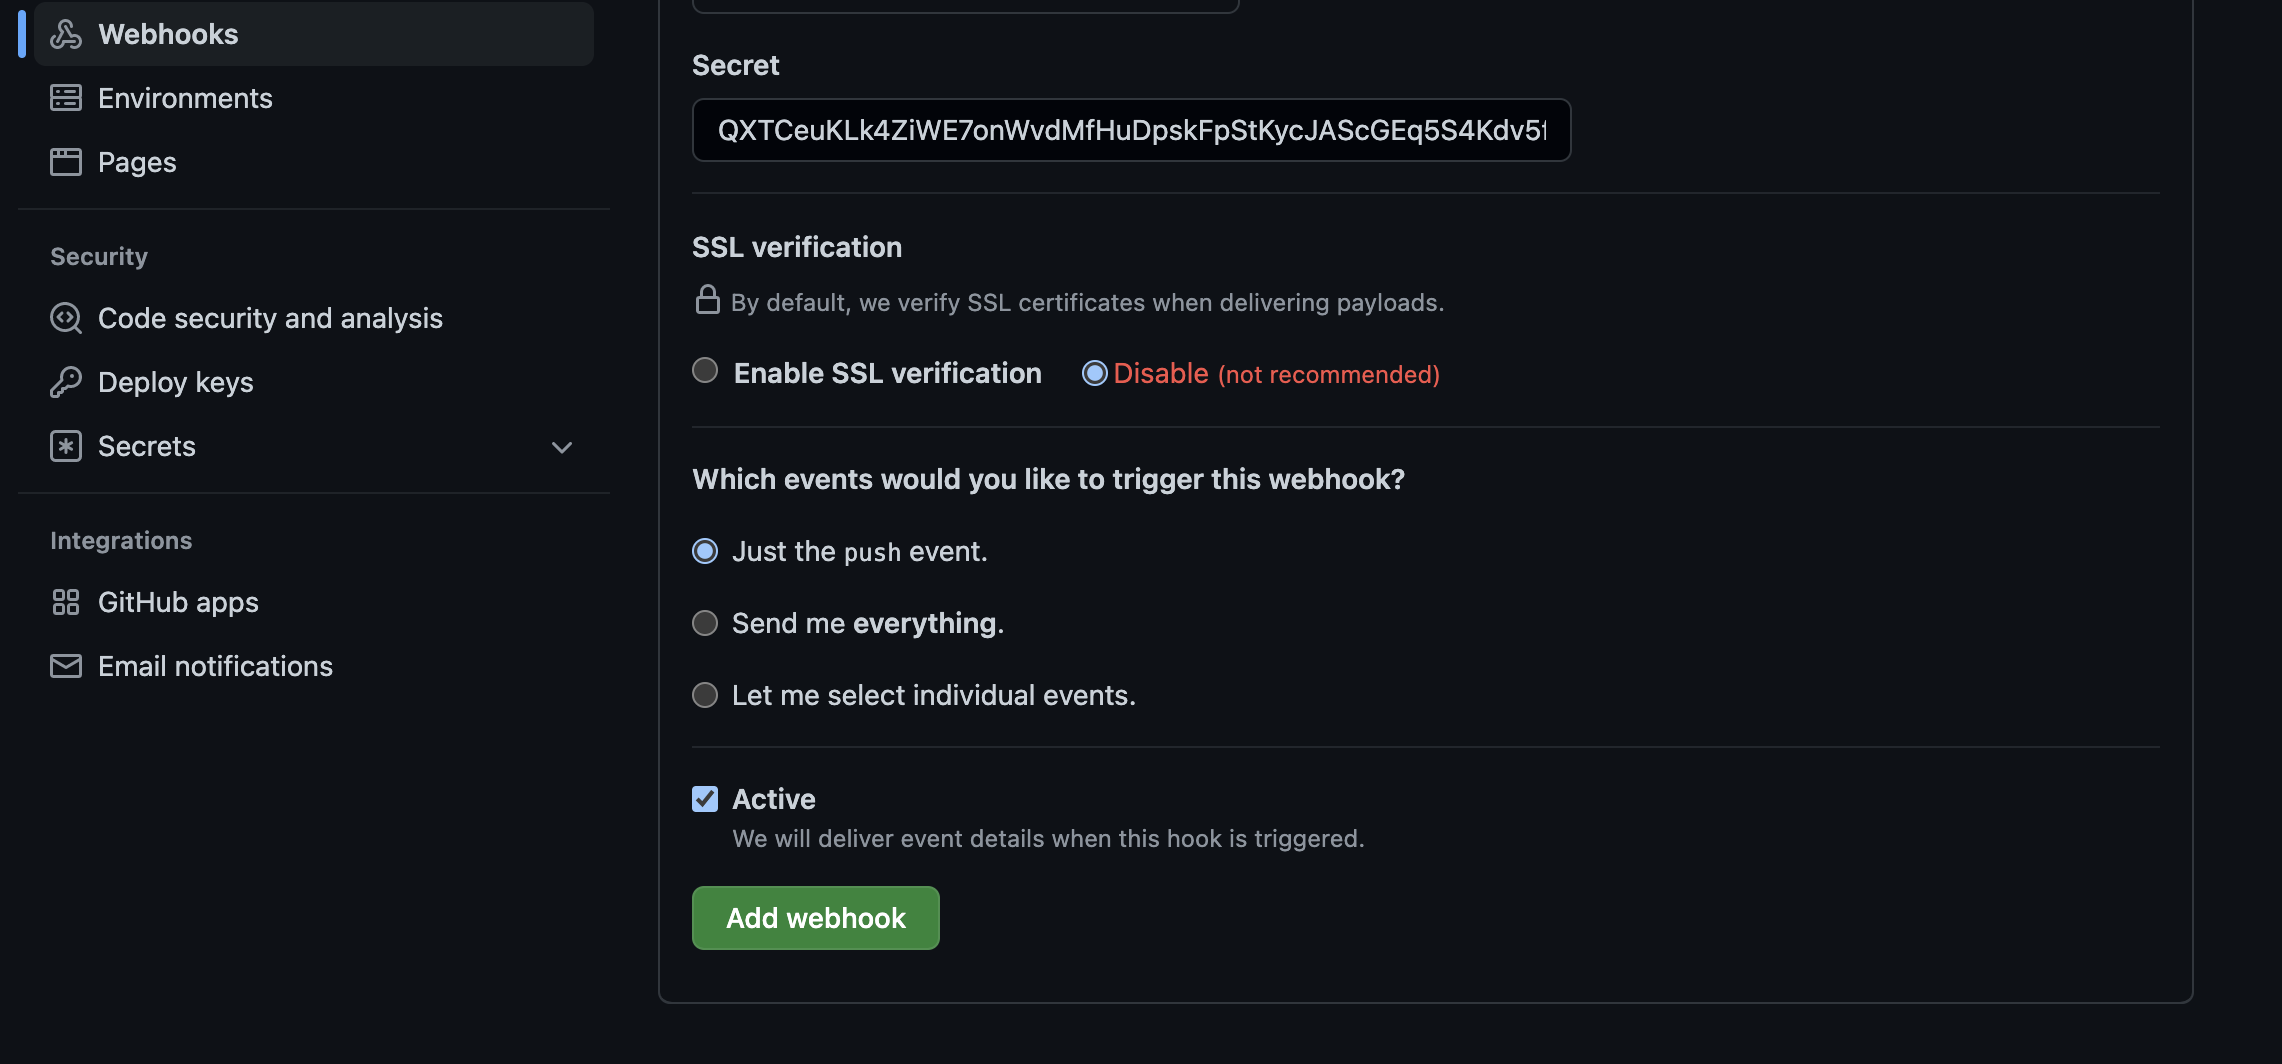 Webhooks
Environments
Pages
Security
Code security and analysis
Deploy keys
Secrets
Integrations
GitHub apps
Email notifications
Secret
QXTCeuKLk4ZiWE7onWvdMfHuDpskFpStKycJAScGEq5S4Kdv5f
SSL verification
By default, we verify SSL certificates when delivering payloads.
Enable SSL verification Disable (not recommended)
Which events would you like to trigger this webhook?
Just the push event.
Send me everything.
Let me select individual events.
Active
We will deliver event details when this hook is triggered.
Add webhook